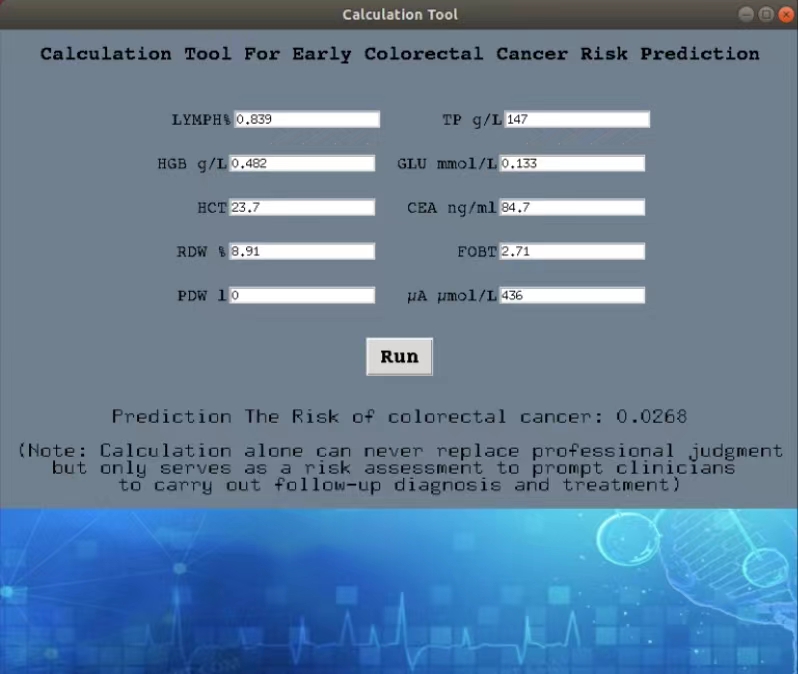 Calculation Tool
Calculation Tool For Early Colorectal Cancer Risk Prediction
LYMPH% 0.839 TP g/L 147
HGB g/L 0.482 GLU mmol/L 0.133
HCT 23.7 CEA ng/ml 84.7
RDW % 8.91 FOBT 2.71
PDW l 0 µA µmol/L 436
Run
Prediction The Risk of colorectal cancer: 0.0268
(Note: Calculation alone can never replace professional judgment
but only serves as a risk assessment to prompt clinicians
to carry out follow-up diagnosis and treatment)